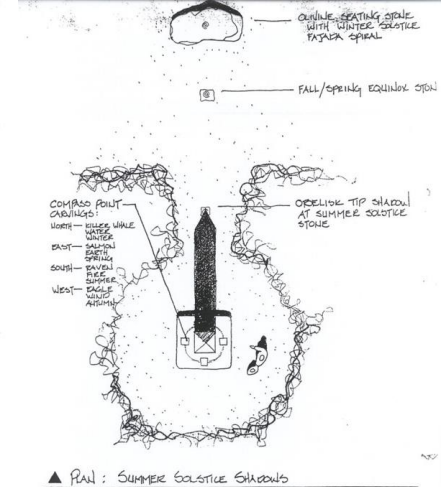 OLIVINE SEATING STONE
WITH WINTER SOLSTICE
FAJADA SPIRAL
FALL/SPRING EQUINOX STON
OBELISK TIP SHADOW
AT SUMMER SOLSTICE
STONE
COMPASS POINT
CARVINGS:
NORTH — KILLER WHALE
WATER
WINTER
EAST — SALMON
EARTH
SPRING
SOUTH — RAVEN
FIRE
SUMMER
WEST — EAGLE
WIND
AUTUMN
PLAN : SUMMER SOLSTICE SHADOWS